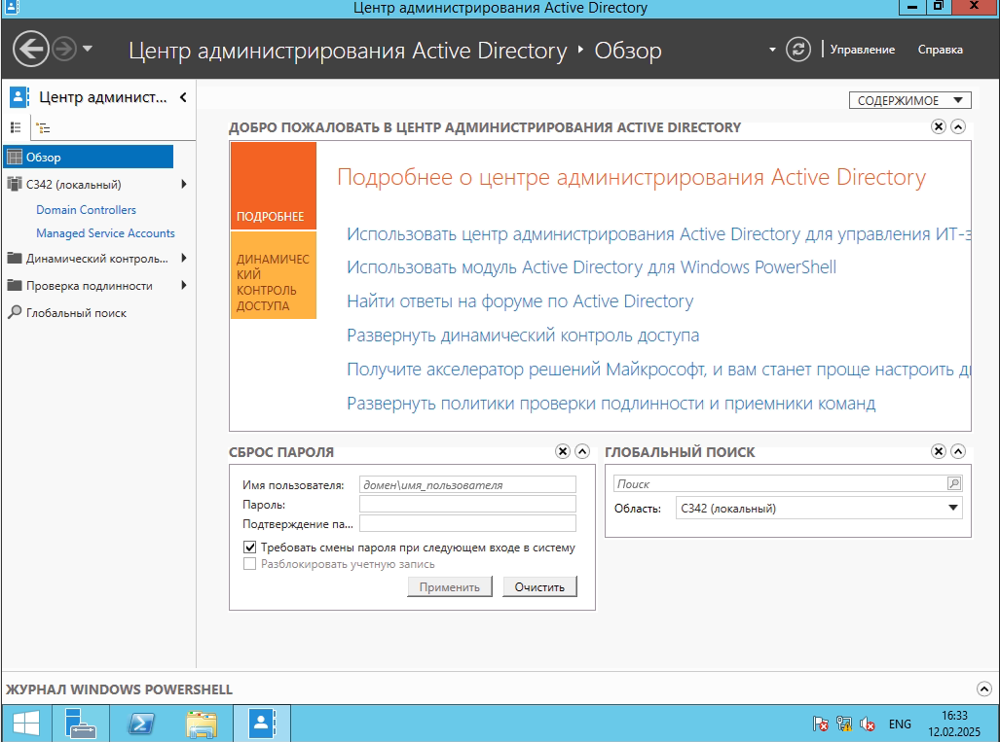 Центр администрирования Active Directory
Центр администрирования Active Directory
Обзор
Управление
Справка
Центр админист...
Обзор
C342 (локальный)
Domain Controllers
Managed Service Accounts
Динамический контроль...
Проверка подлинности
Глобальный поиск
СОДЕРЖИМОЕ
ДОБРО ПОЖАЛОВАТЬ В ЦЕНТР АДМИНИСТРИРОВАНИЯ ACTIVE DIRECTORY
ПОДРОБНЕЕ
ДИНАМИЧЕС
КИЙ
КОНТРОЛЬ
ДОСТУПА
Подробнее о центре администрирования Active Directory
Использовать центр администрирования Active Directory для управления ИТ-э
Использовать модуль Active Directory для Windows PowerShell
Найти ответы на форуме по Active Directory
Развернуть динамический контроль доступа
Получите акселератор решений Майкрософт, и вам станет проще настроить д
Развернуть политики проверки подлинности и приемники команд
СБРОС ПАРОЛЯ
Имя пользователя:
домен\имя_пользователя
Пароль:
Подтверждение па...
Требовать смены пароля при следующем входе в систему
Разблокировать учетную запись
Применить
Очистить
ГЛОБАЛЬНЫЙ ПОИСК
Поиск
Область:
C342 (локальный)
ЖУРНАЛ WINDOWS POWERSHELL
ENG
16:33
12.02.2025